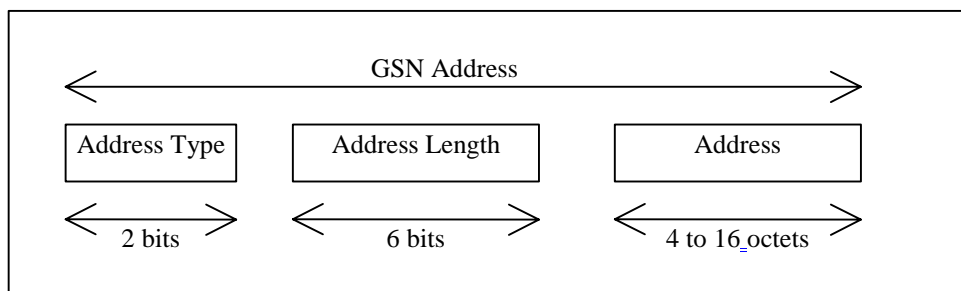 GSN Address
Address Type Address Length Address
2 bits 6 bits 4 to 16 octets